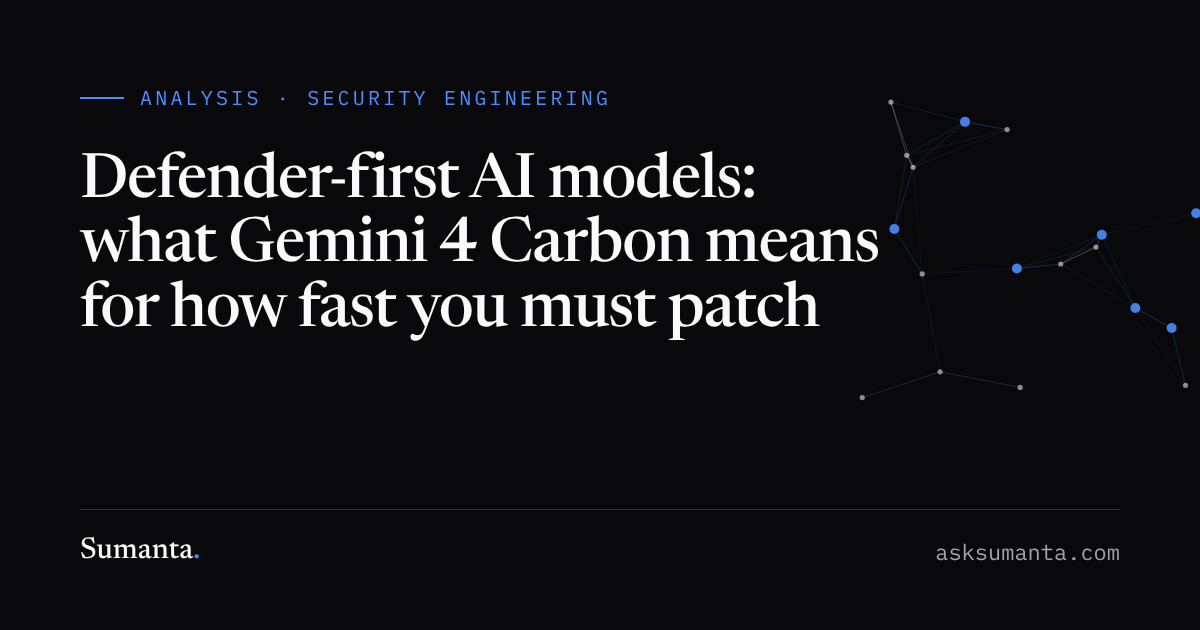 ANALYSIS · SECURITY ENGINEERING
Defender-first AI models:
what Gemini 4 Carbon means
for how fast you must patch
Sumanta.
asksumanta.com